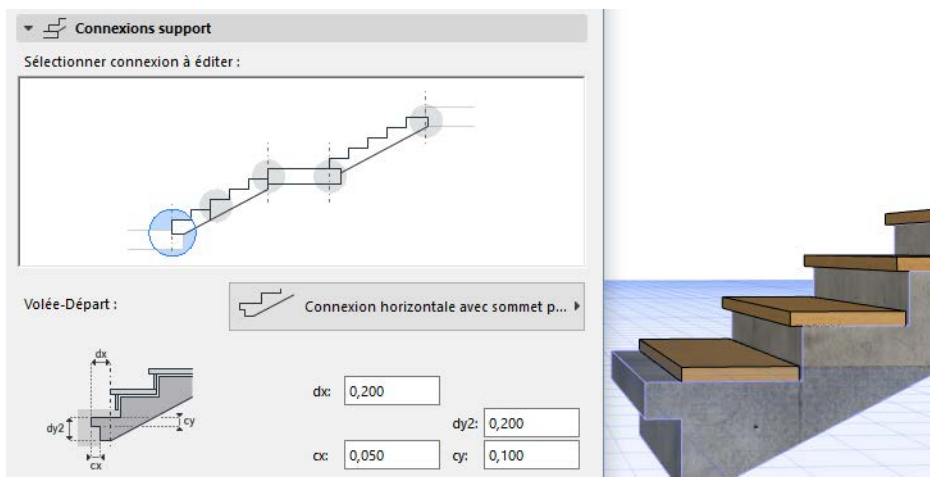 Connexions support
Sélectionner connexion à éditer :
Volée-Départ :
Connexion horizontale avec sommet p...
dx
dy2
cy
cx
dx: 0,200
dy2: 0,200
cx: 0,050 cy: 0,100